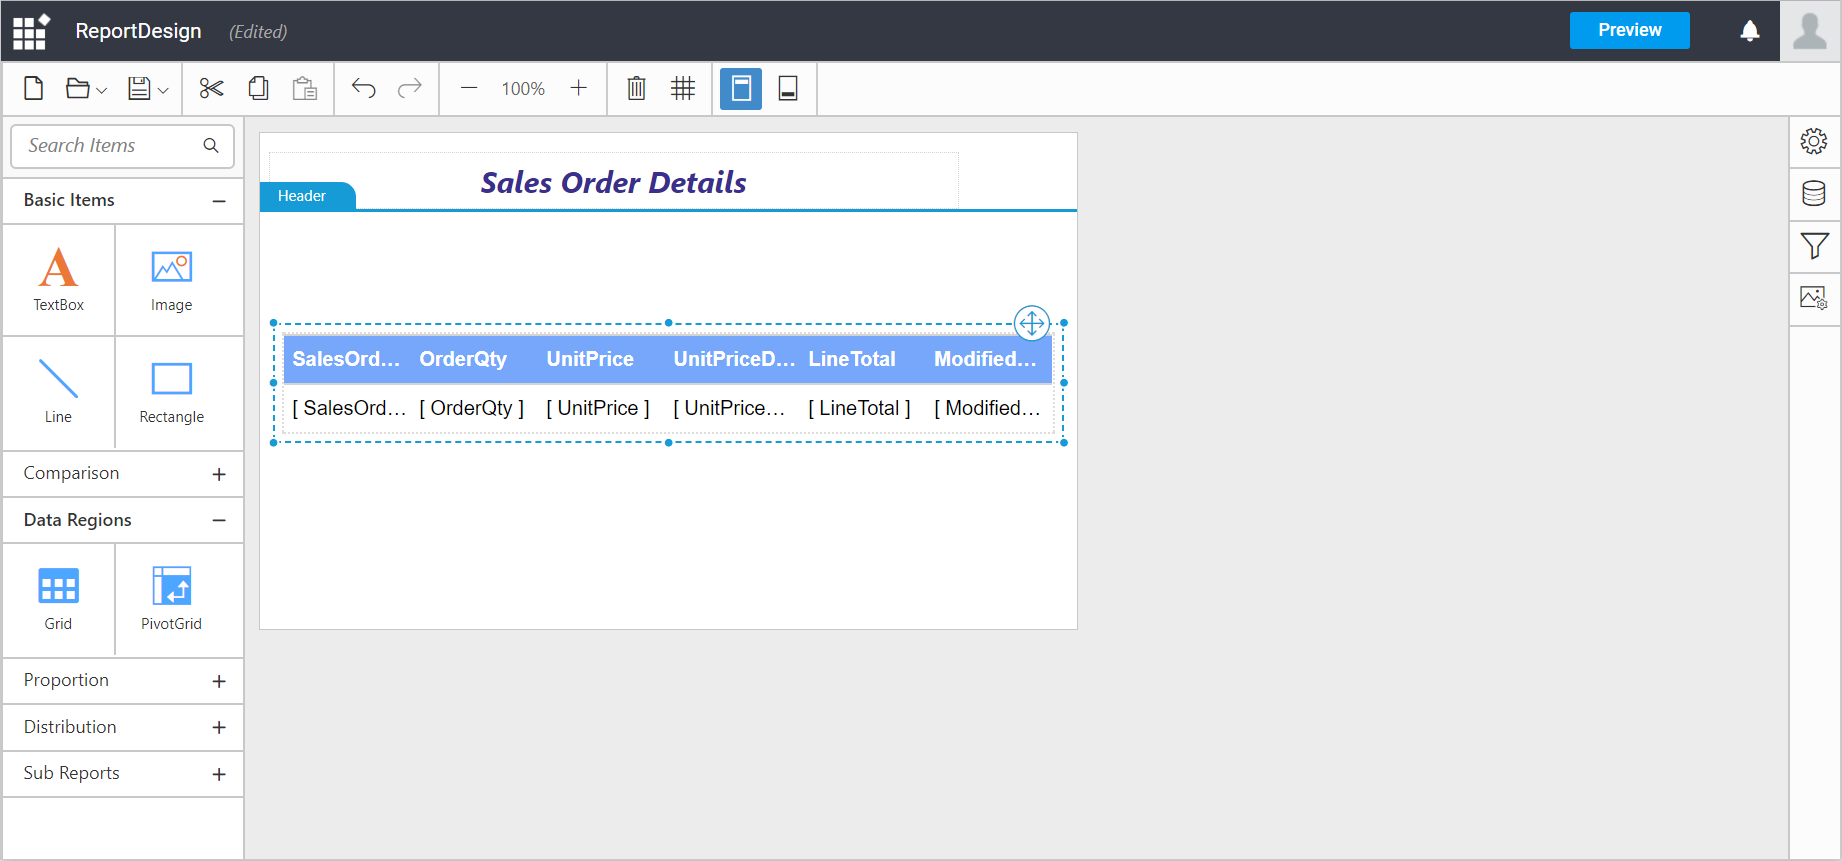 ReportDesign (Edited) Preview
100%
Search Items
Basic Items
TextBox Image
Line Rectangle
Comparison
Data Regions
Grid PivotGrid
Proportion
Distribution
Sub Reports
Sales Order Details
Header
SalesOrd... OrderQty UnitPrice UnitPriceD... LineTotal Modified...
[ SalesOrd... [ OrderQty ] [ UnitPrice ] [ UnitPrice... [ LineTotal ] [ Modified...